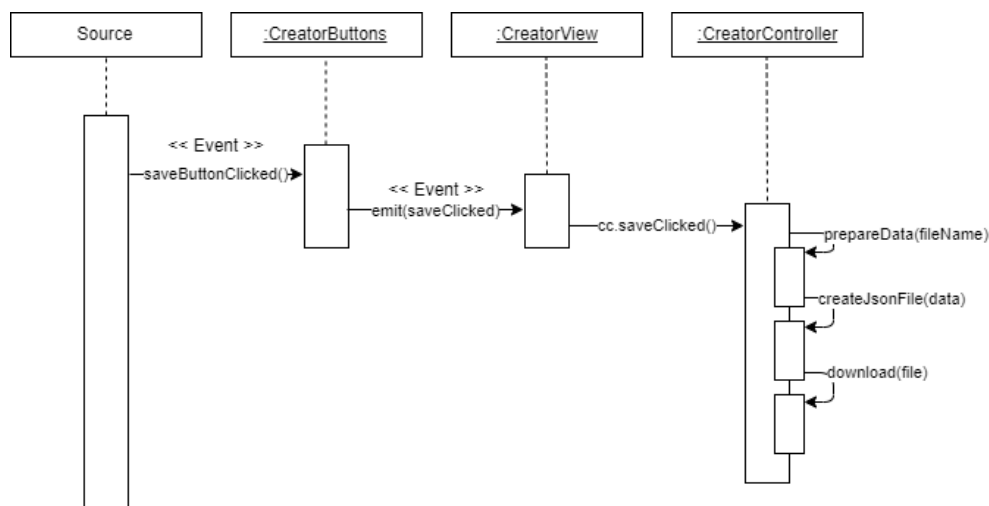 Source
:CreatorButtons
:CreatorView
:CreatorController
<< Event >>
saveButtonClicked()
<< Event >>
emit(saveClicked)
cc.saveClicked()
prepareData(fileName)
createJsonFile(data)
download(file)